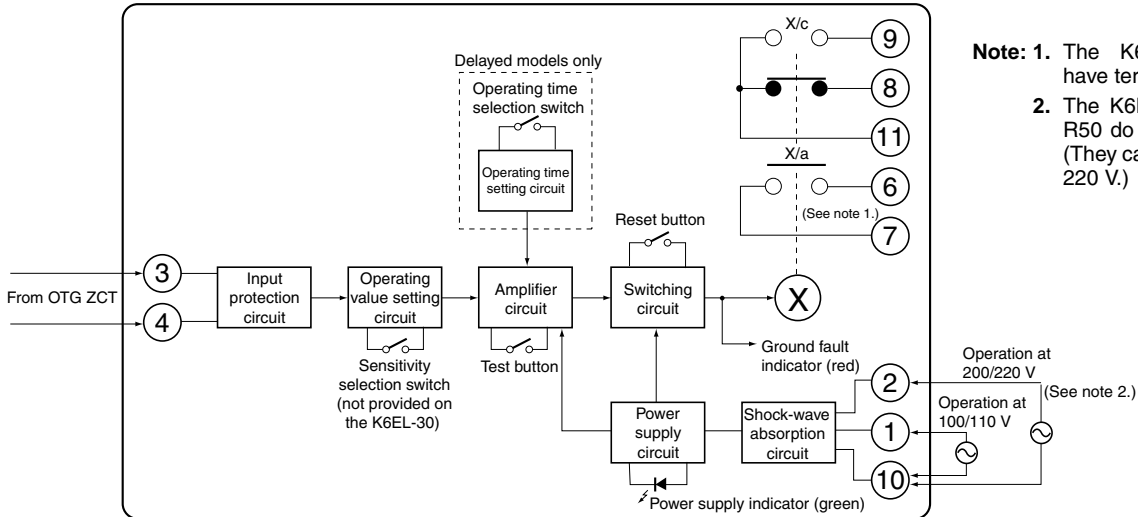 X/c
9
Delayed models only
Operating time
selection switch
8
Operating time
setting circuit
11
X/a
6
(See note 1.)
7
Reset button
From OTG ZCT
3
4
Input
protection
circuit
Operating
value setting
circuit
Amplifier
circuit
Switching
circuit
X
Sensitivity
selection switch
(not provided on
the K6EL-30)
Test button
Ground fault
indicator (red)
Power
supply
circuit
Shock-wave
absorption
circuit
2
1
10
Operation at
200/220 V
(See note 2.)
Operation at
100/110 V
Power supply indicator (green)
Note: 1. The
have
2. The
R50 do
(They
220 V.)